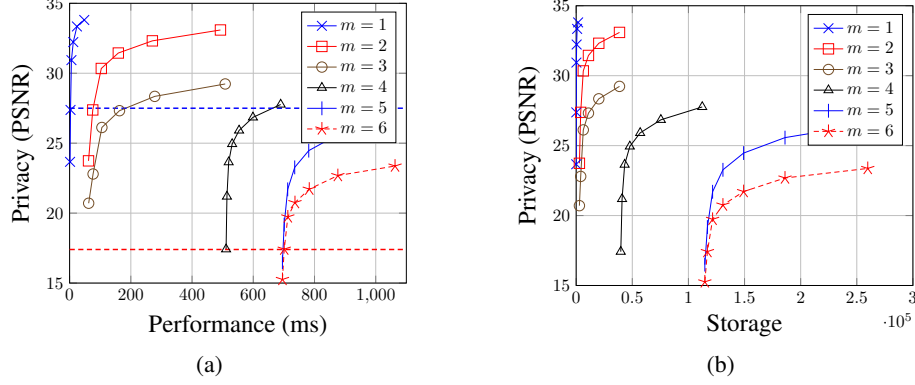 35
30
25
20
15
0
200
400
600
800
1,000
Privacy (PSNR)
Performance (ms)
m = 1
m = 2
m = 3
m = 4
m = 5
m = 6
(a)
35
30
25
20
15
0
0.5
1
1.5
2
2.5
3
·10⁵
Privacy (PSNR)
Storage
m = 1
m = 2
m = 3
m = 4
m = 5
m = 6
(b)